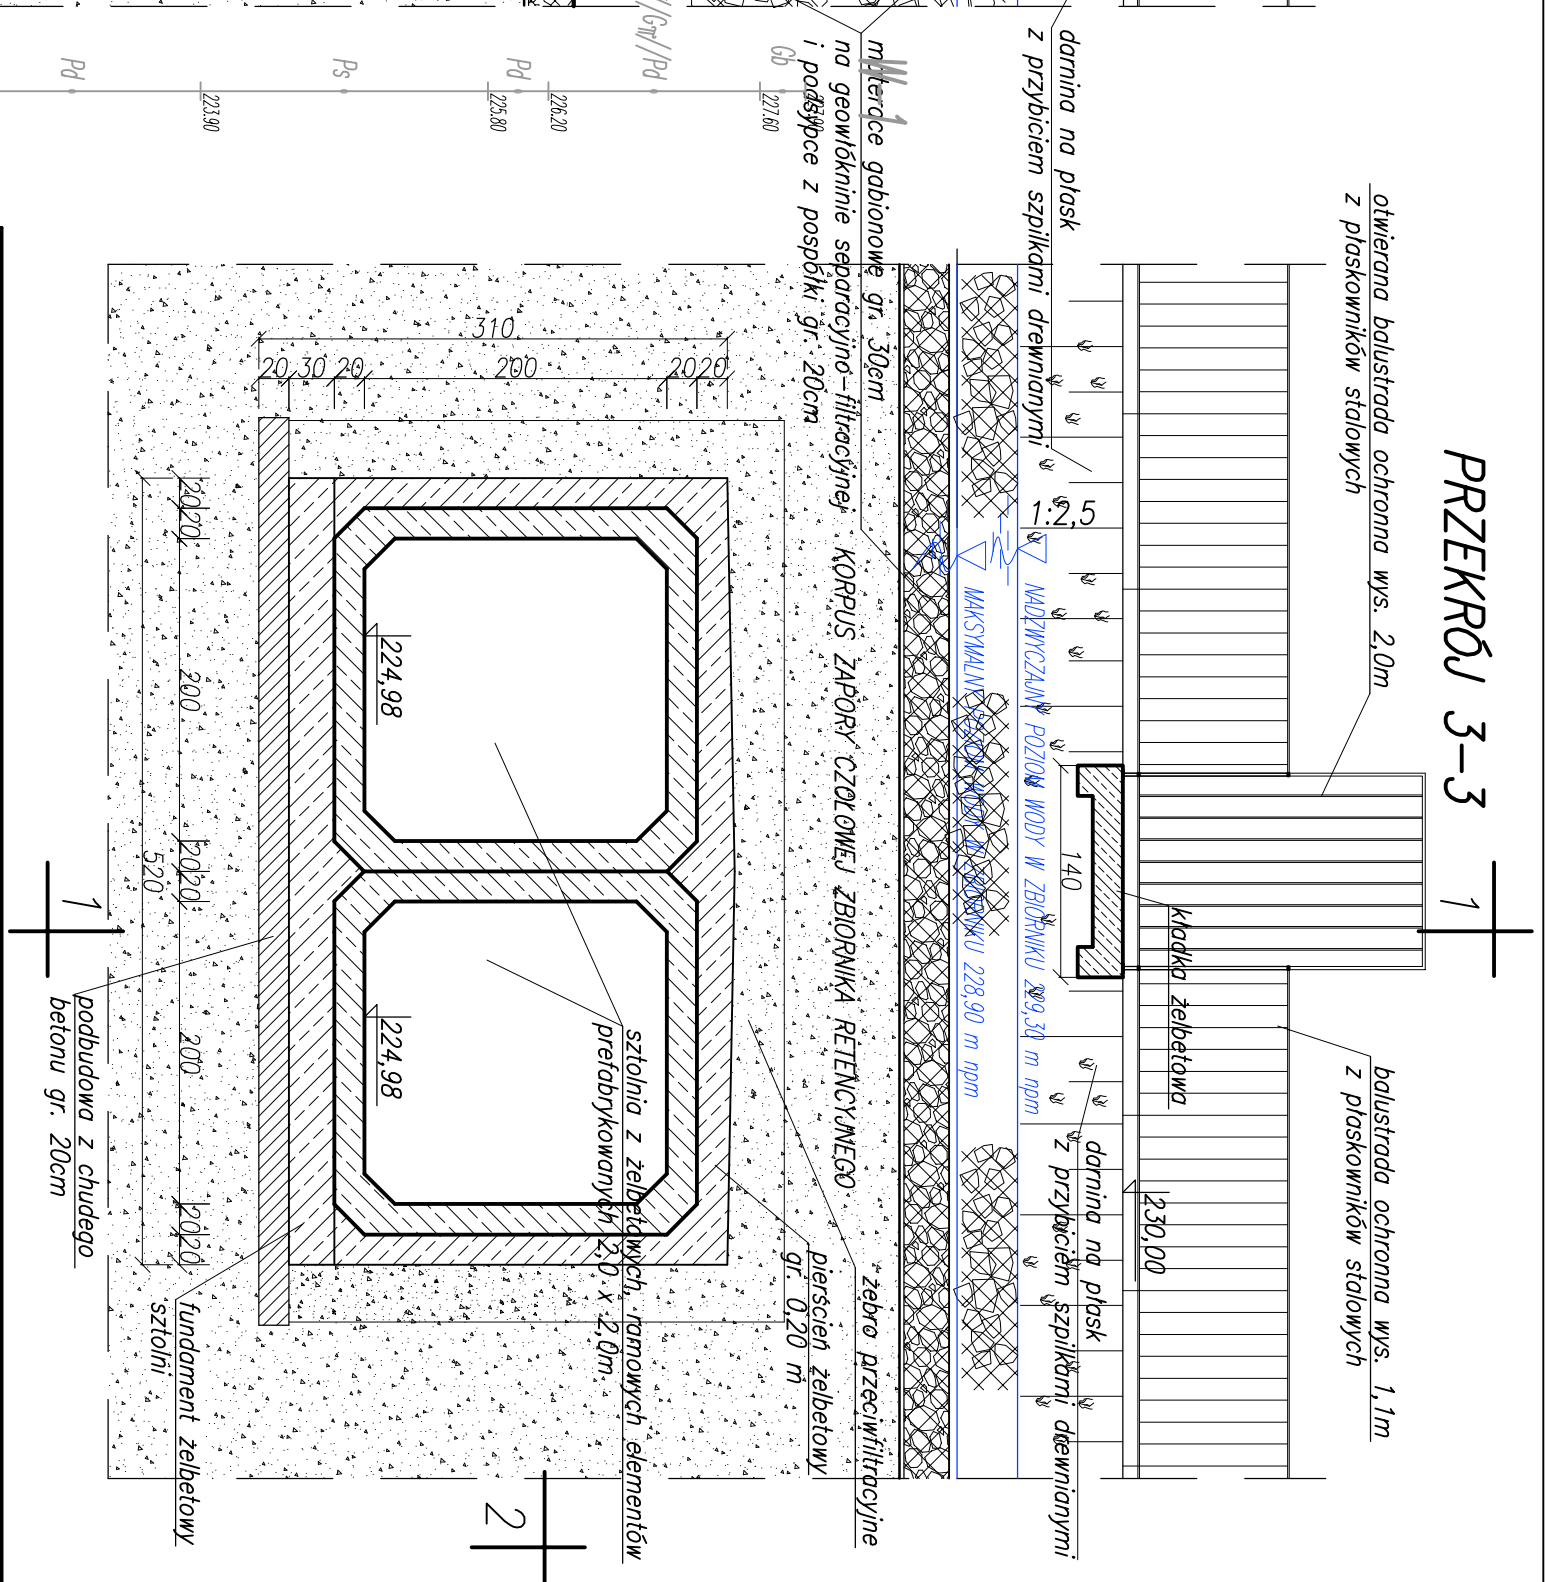 PRZEKRÓJ 3-3
otwierana balustrada ochronna wys. 2,0m
z płaskowników stalowych
balustrada ochronna wys. 1,1m
z płaskowników stalowych
1
kładka żelbetowa
230,00
140
darnina na płask
z przybiciem szpilkami drewnianymi
darnina na płask
z przybiciem szpilkami drewnianymi
1:2,5
NADZWYCZAJNY POZIOM WODY W ZBIORNIKU 229,30 m npm
MAKSYMALNY POZIOM WODY W ZBIORNIKU 228,90 m npm
materace gabionowe gr. 30cm
na geowłókninie separacyjno-filtracyjnej
i podsypce z pospółki gr. 20cm
KORPUS ZAPORY CZOŁOWEJ ZBIORNIKA RETENCYJNEGO
żebro przeciwfiltracyjne
pierścień żelbetowy
gr. 0,20 m
sztolnia z żelbetowych, ramowych elementów
prefabrykowanych 2,0 x 2,0m
224,98
224,98
310
20 30 20 200 20 20
20 20 200 20 20 200 20 20
520
fundament żelbetowy
sztolni
podbudowa z chudego
betonu gr. 20cm
1
2
1
Gb
227.60
//Gπ//Pd
226.20
Pd
225.80
Ps
223.90
Pd